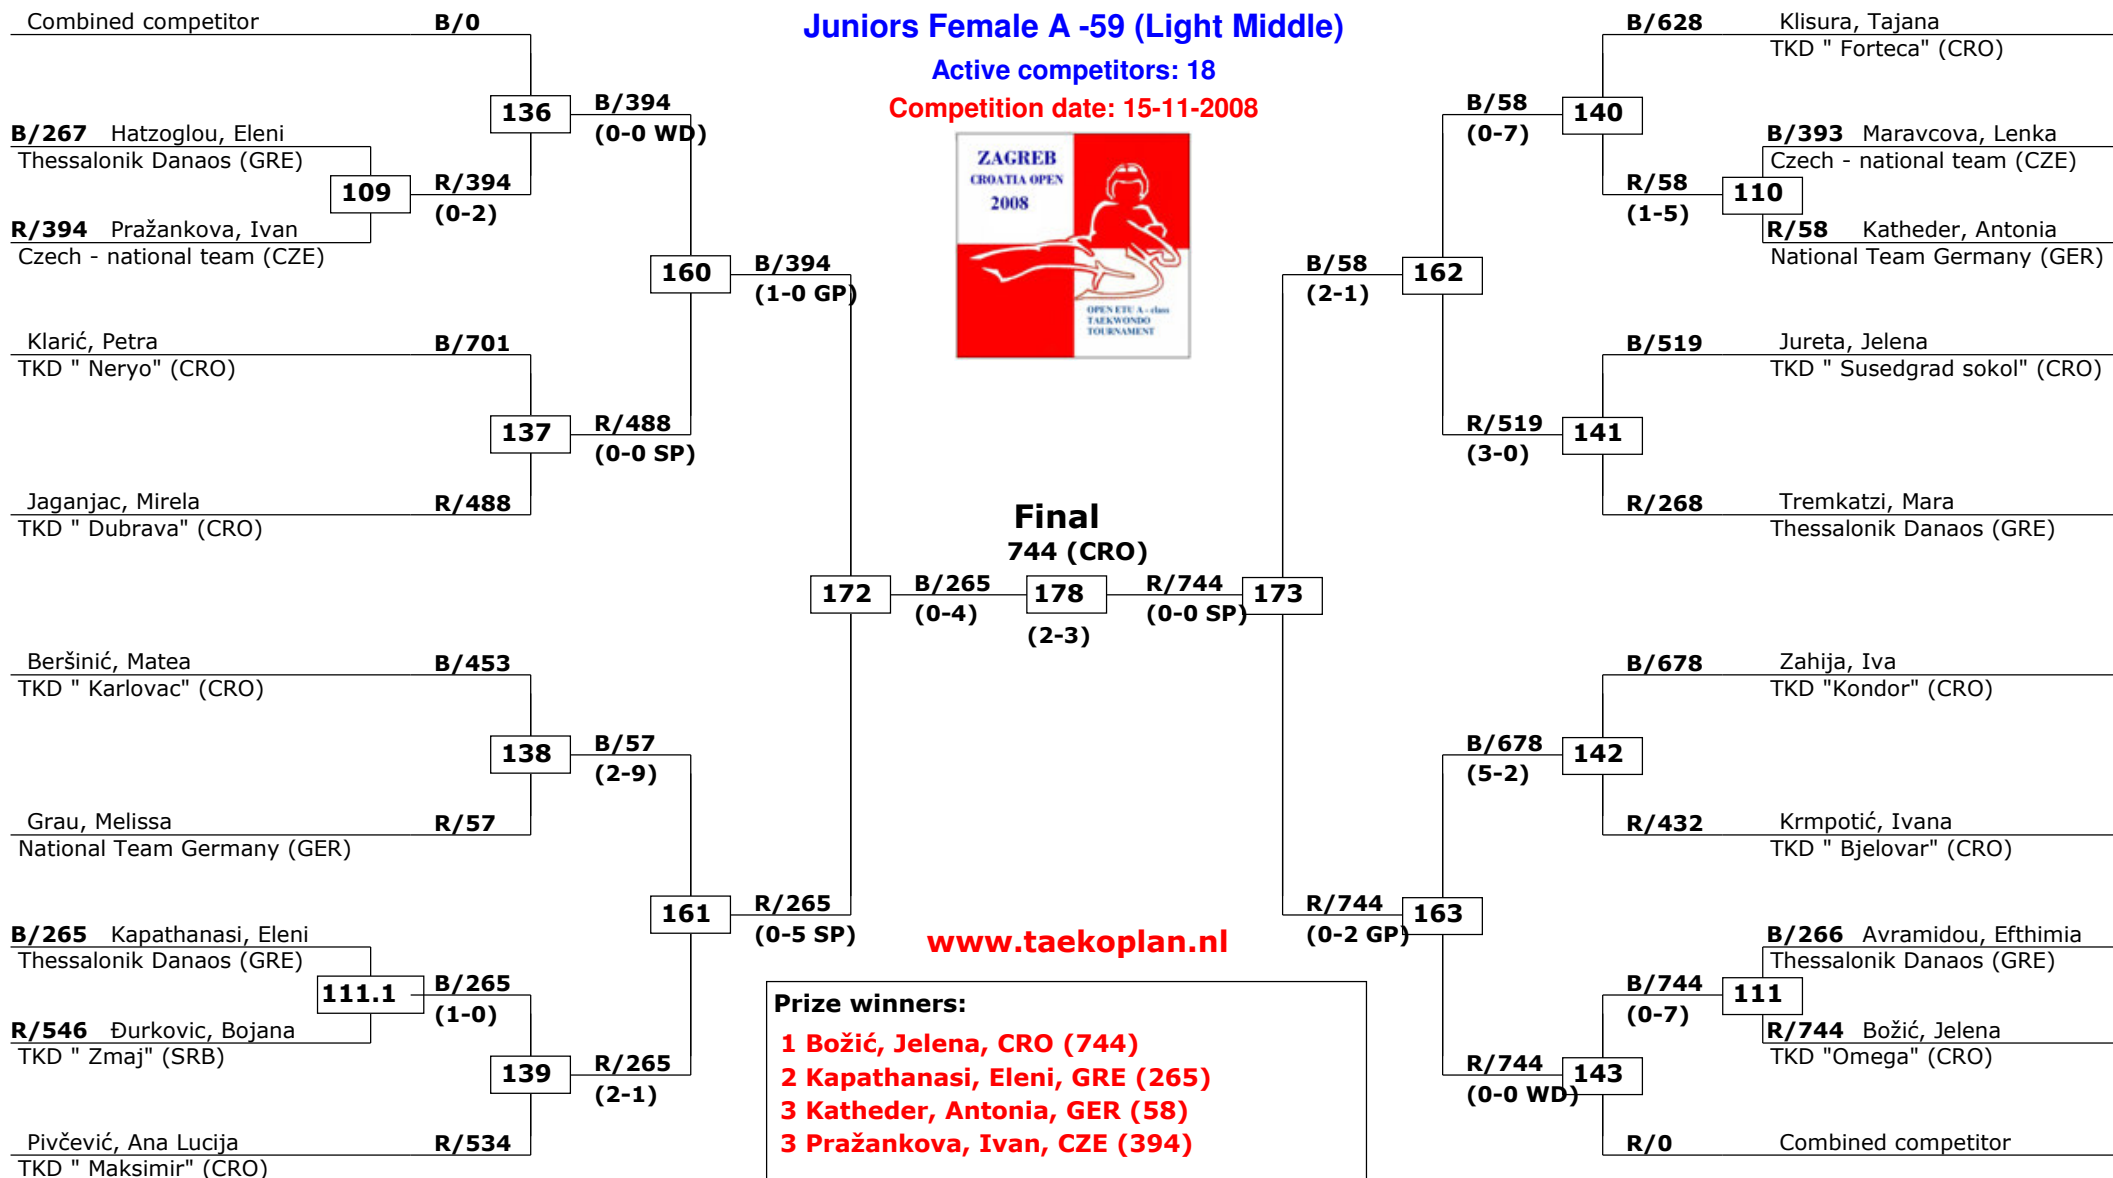 Juniors Female A -59 (Light Middle)
Active competitors: 18
Competition date: 15-11-2008
ZAGREB
CROATIA OPEN
2008
OPEN ETU A - class
TAEKWONDO
TOURNAMENT
Combined competitor B/0
B/267 Hatzoglou, Eleni
Thessalonik Danaos (GRE)
109
R/394 Pražankova, Ivan
Czech - national team (CZE)
R/394
(0-2)
136
B/394
(0-0 WD)
Klarić, Petra B/701
TKD " Neryo" (CRO)
137
R/488
(0-0 SP)
Jaganjac, Mirela R/488
TKD " Dubrava" (CRO)
160
B/394
(1-0 GP)
Beršinić, Matea B/453
TKD " Karlovac" (CRO)
138
B/57
(2-9)
Grau, Melissa R/57
National Team Germany (GER)
161
R/265
(0-5 SP)
B/265 Kapathanasi, Eleni
Thessalonik Danaos (GRE)
111.1
B/265
(1-0)
R/546 Đurkovic, Bojana
TKD " Zmaj" (SRB)
139
R/265
(2-1)
Pivčević, Ana Lucija R/534
TKD " Maksimir" (CRO)
172
B/265
(0-4)
Final
744 (CRO)
178
(2-3)
R/744
(0-0 SP)
173
B/628 Klisura, Tajana
TKD " Forteca" (CRO)
B/58
(0-7)
140
B/393 Maravcova, Lenka
Czech - national team (CZE)
R/58
(1-5)
110
R/58 Katheder, Antonia
National Team Germany (GER)
B/58
(2-1)
162
B/519 Jureta, Jelena
TKD " Susedgrad sokol" (CRO)
R/519
(3-0)
141
R/268 Tremkatzi, Mara
Thessalonik Danaos (GRE)
B/678 Zahija, Iva
TKD "Kondor" (CRO)
B/678
(5-2)
142
R/432 Krmpotić, Ivana
TKD " Bjelovar" (CRO)
R/744
(0-2 GP)
163
B/266 Avramidou, Efthimia
Thessalonik Danaos (GRE)
B/744
(0-7)
111
R/744 Božić, Jelena
TKD "Omega" (CRO)
R/744
(0-0 WD)
143
R/0 Combined competitor
www.taekoplan.nl
Prize winners:
1 Božić, Jelena, CRO (744)
2 Kapathanasi, Eleni, GRE (265)
3 Katheder, Antonia, GER (58)
3 Pražankova, Ivan, CZE (394)